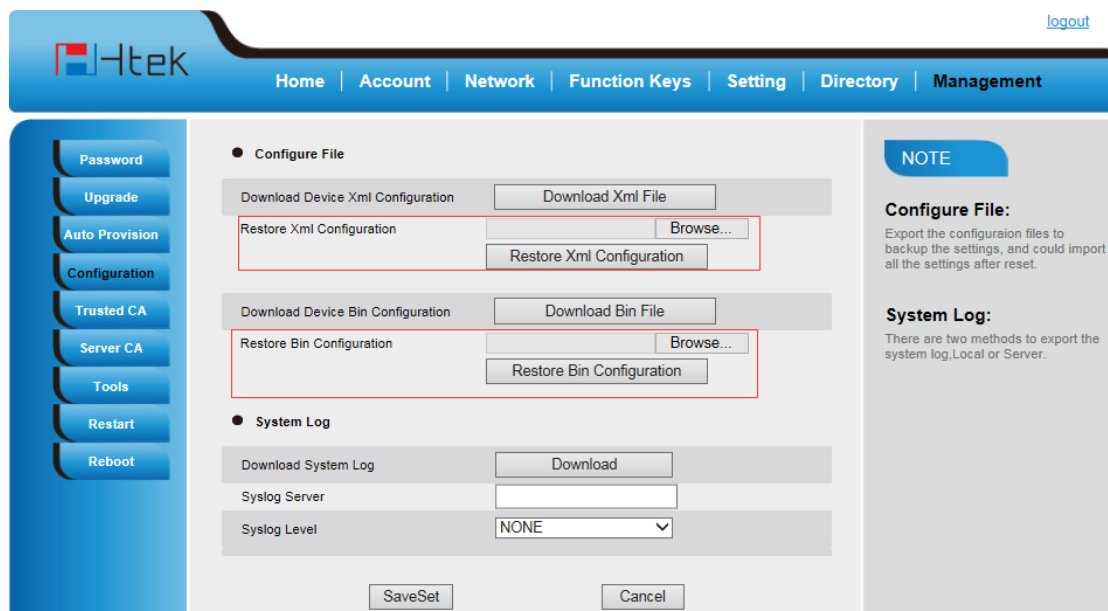 logout
Htek
Home | Account | Network | Function Keys | Setting | Directory | Management
Password
Upgrade
Auto Provision
Configuration
Trusted CA
Server CA
Tools
Restart
Reboot
Configure File
Download Device Xml Configuration Download Xml File
Restore Xml Configuration Browse...
Restore Xml Configuration
Download Device Bin Configuration Download Bin File
Restore Bin Configuration Browse...
Restore Bin Configuration
System Log
Download System Log Download
Syslog Server
Syslog Level NONE
SaveSet Cancel
NOTE
Configure File:
Export the configuraion files to
backup the settings, and could import
all the settings after reset.
System Log:
There are two methods to export the
system log,Local or Server.